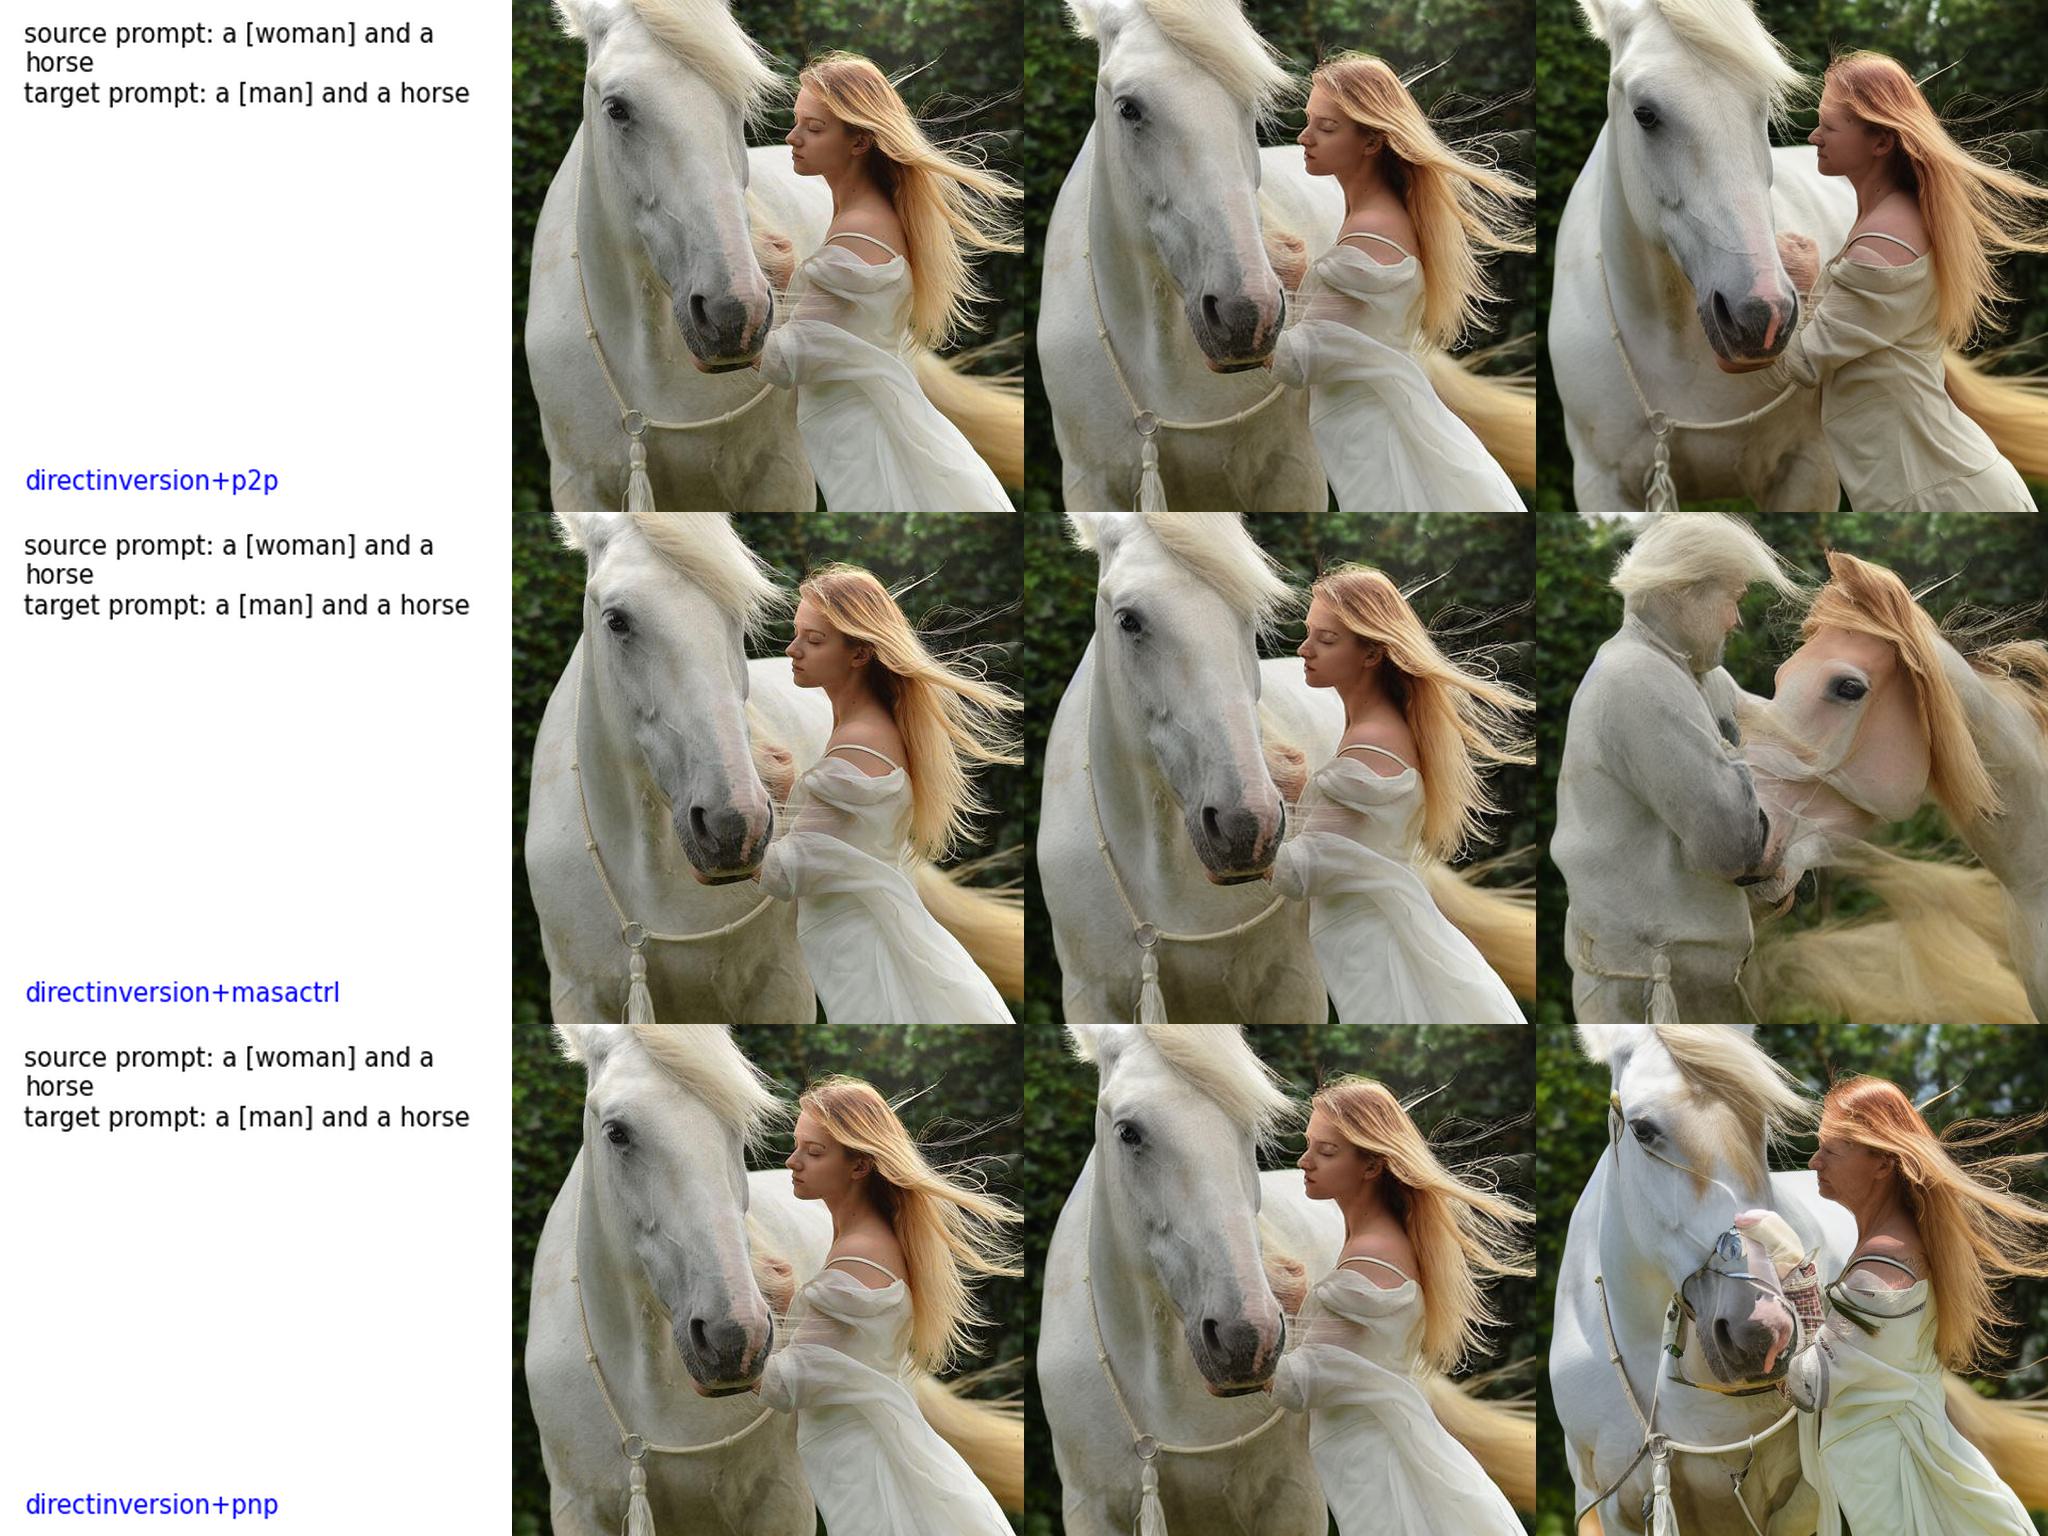 source prompt: a [woman] and a
horse
target prompt: a [man] and a horse
directinversion+p2p
source prompt: a [woman] and a
horse
target prompt: a [man] and a horse
directinversion+masactrl
source prompt: a [woman] and a
horse
target prompt: a [man] and a horse
directinversion+pnp